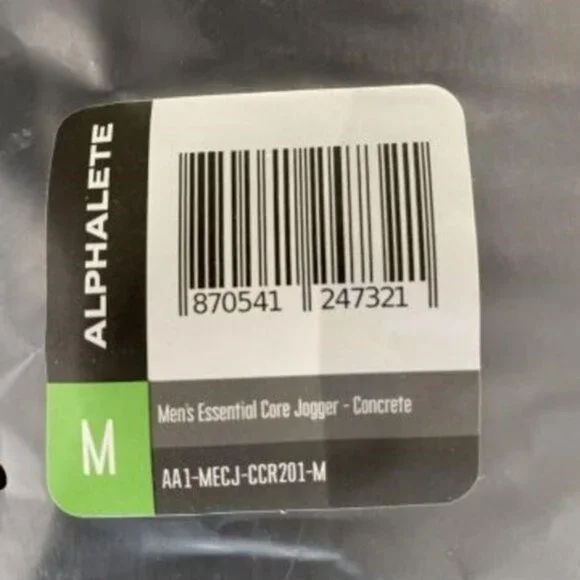 ALPHALETE
870541 247321
M
Men's Essential Core Jogger - Concrete
AA1-MECJ-CCR201-M